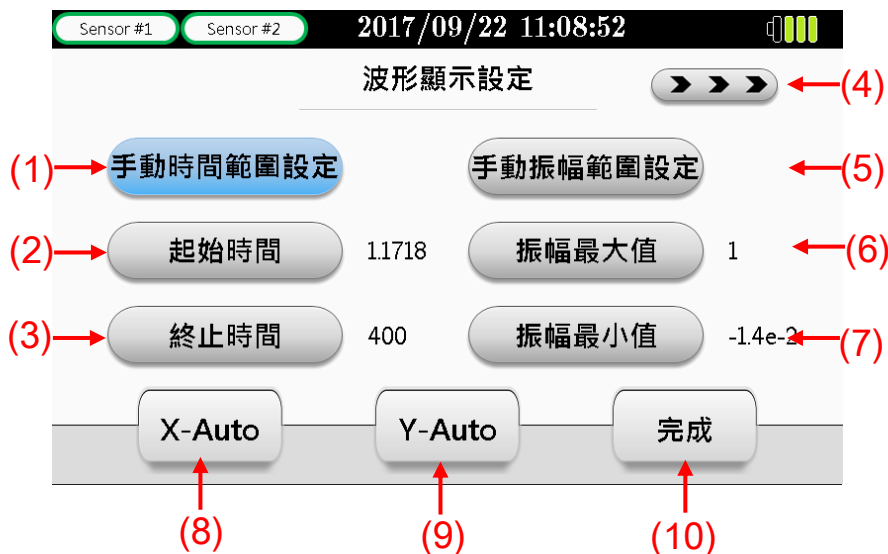 Sensor #1 Sensor #2 2017/09/22 11:08:52
波形顯示設定
(4)
(1) 手動時間範圍設定 手動振幅範圍設定 (5)
(2) 起始時間 1.1718 振幅最大值 1 (6)
(3) 終止時間 400 振幅最小值 -1.4e-2 (7)
X-Auto Y-Auto 完成
(8) (9) (10)